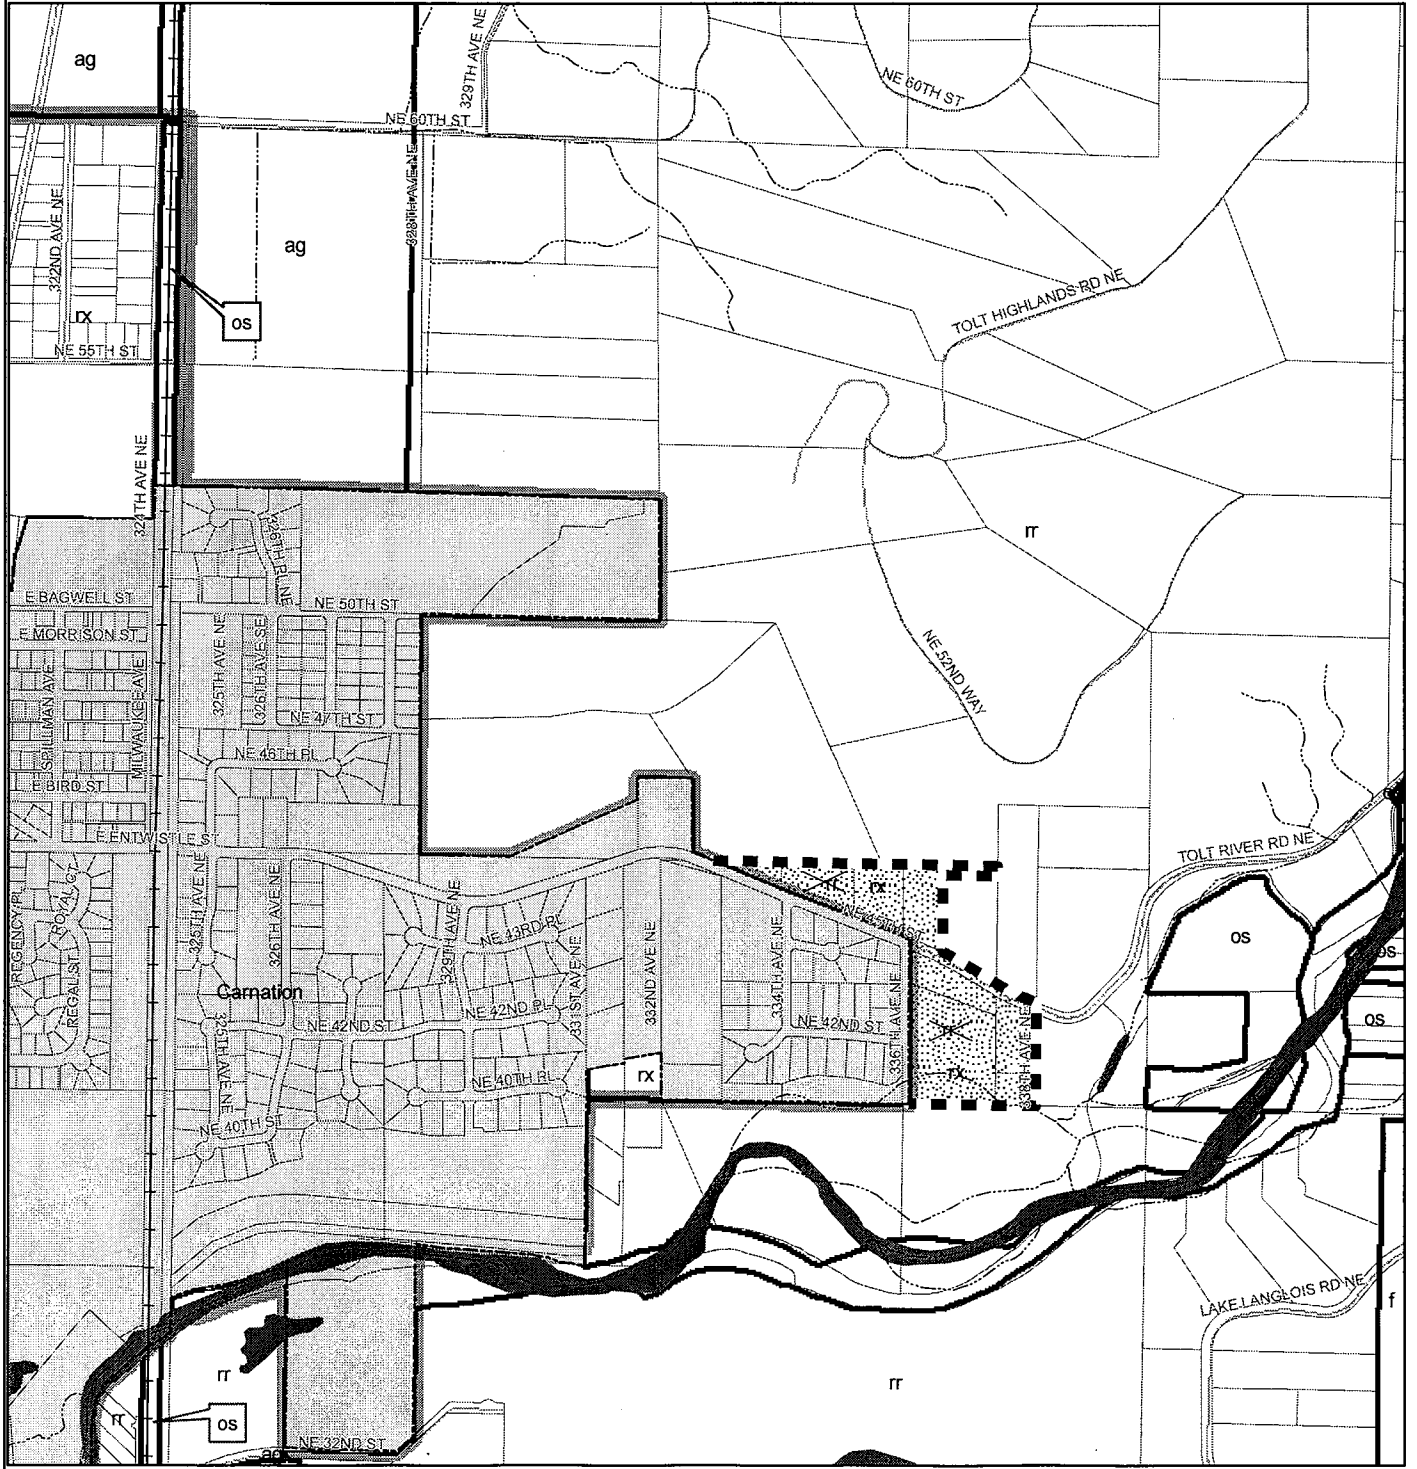 ag
329TH AVE NE
NE 60TH ST
NE 60TH ST
322ND AVE NE
328TH AVE NE
ag
os
rx
NE 55TH ST
TOLT HIGHLANDS RD NE
324TH AVE NE
rr
326TH PL NE
E BAGWELL ST
NE 50TH ST
E MORRISON ST
325TH AVE NE
326TH AVE SE
SPILLMAN AVE
MILWAUKEE AVE
NE 52ND WAY
NE 47TH ST
NE 46TH PL
E BIRD ST
E ENTWISTLE ST
TOLT RIVER RD NE
rr
rx
REGENCY PL
ROYAL CT
REGAL ST
325TH AVE NE
326TH AVE NE
329TH AVE NE
NE 43RD PL
331ST AVE NE
332ND AVE NE
334TH AVE NE
os
os
Carnation
NE 42ND ST
NE 42ND PL
NE 42ND ST
336TH AVE NE
rr
338TH AVE NE
os
325TH AVE NE
NE 40TH PL
rx
rx
NE 40TH ST
LAKE LANGLOIS RD NE
f
rr
rr
rr
os
NE 32ND ST
ag